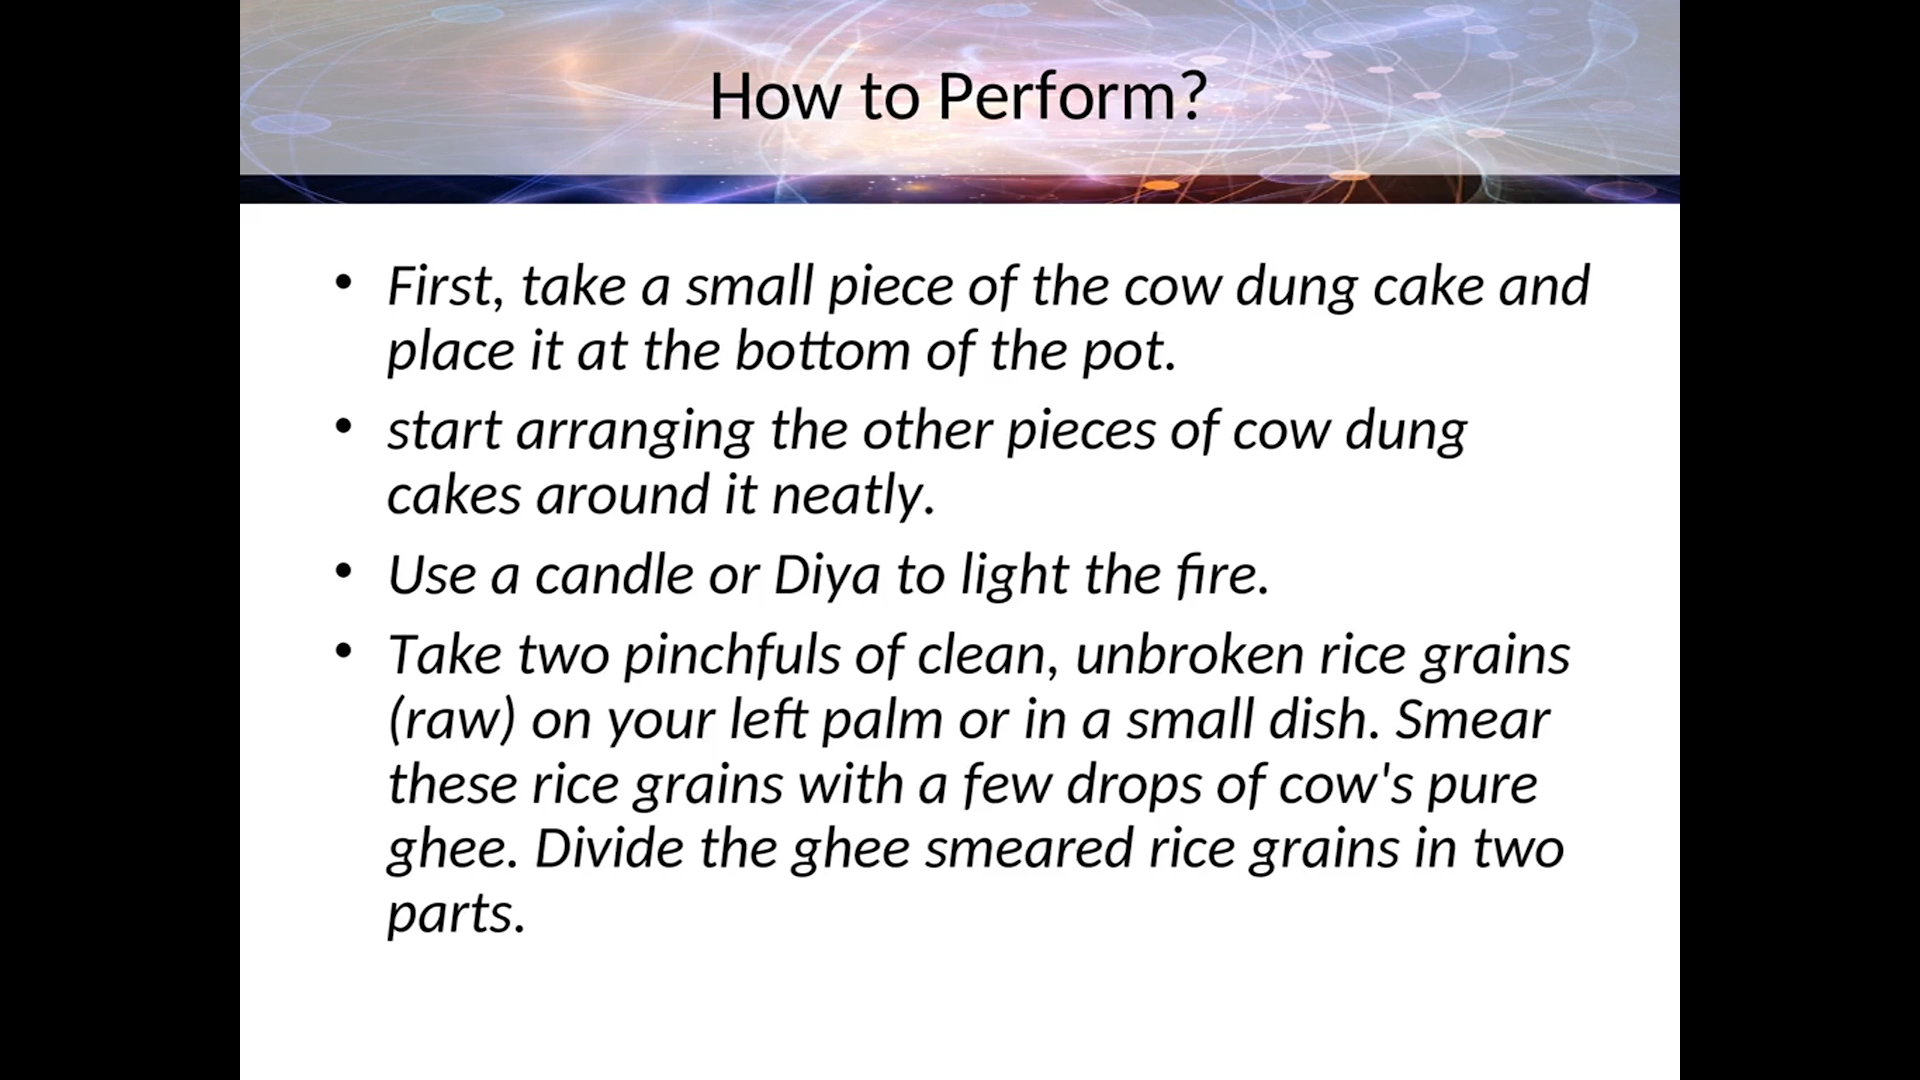 How to Perform?
• First, take a small piece of the cow dung cake and
place it at the bottom of the pot.
• start arranging the other pieces of cow dung
cakes around it neatly.
• Use a candle or Diya to light the fire.
• Take two pinchfuls of clean, unbroken rice grains
(raw) on your left palm or in a small dish. Smear
these rice grains with a few drops of cow's pure
ghee. Divide the ghee smeared rice grains in two
parts.